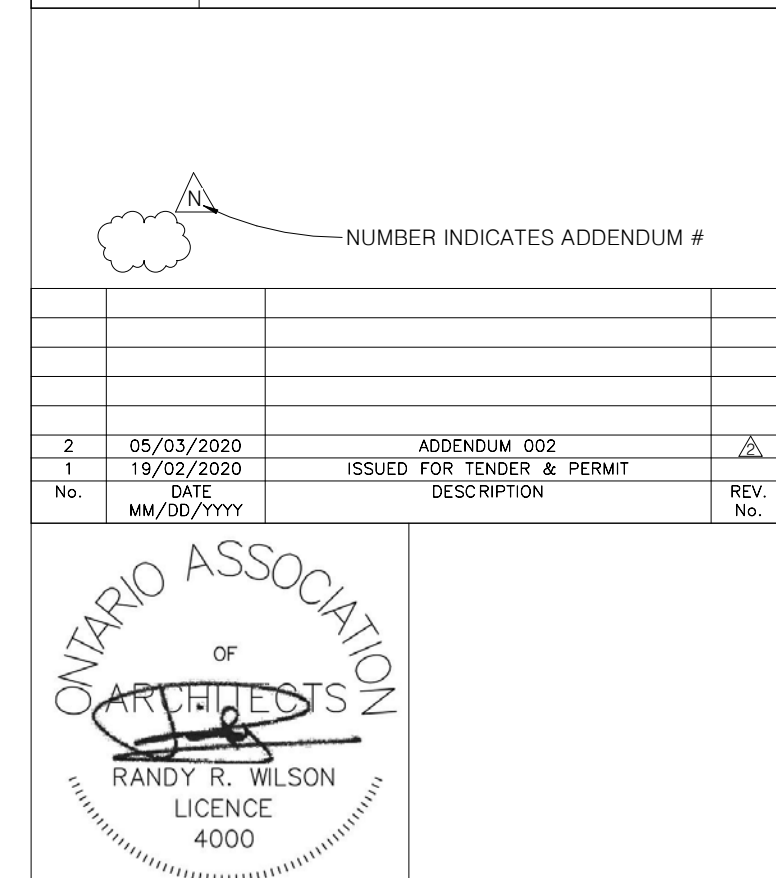 N
NUMBER INDICATES ADDENDUM #
2 05/03/2020 ADDENDUM 002 2
1 19/02/2020 ISSUED FOR TENDER & PERMIT
No. DATE DESCRIPTION REV.
MM/DD/YYYY No.
ONTARIO ASSOCIATION
OF
ARCHITECTS
RANDY R. WILSON
LICENCE
4000